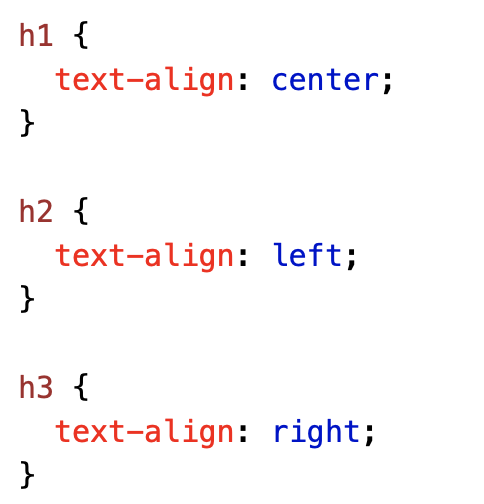 h1 {
  text-align: center;
}

h2 {
  text-align: left;
}

h3 {
  text-align: right;
}